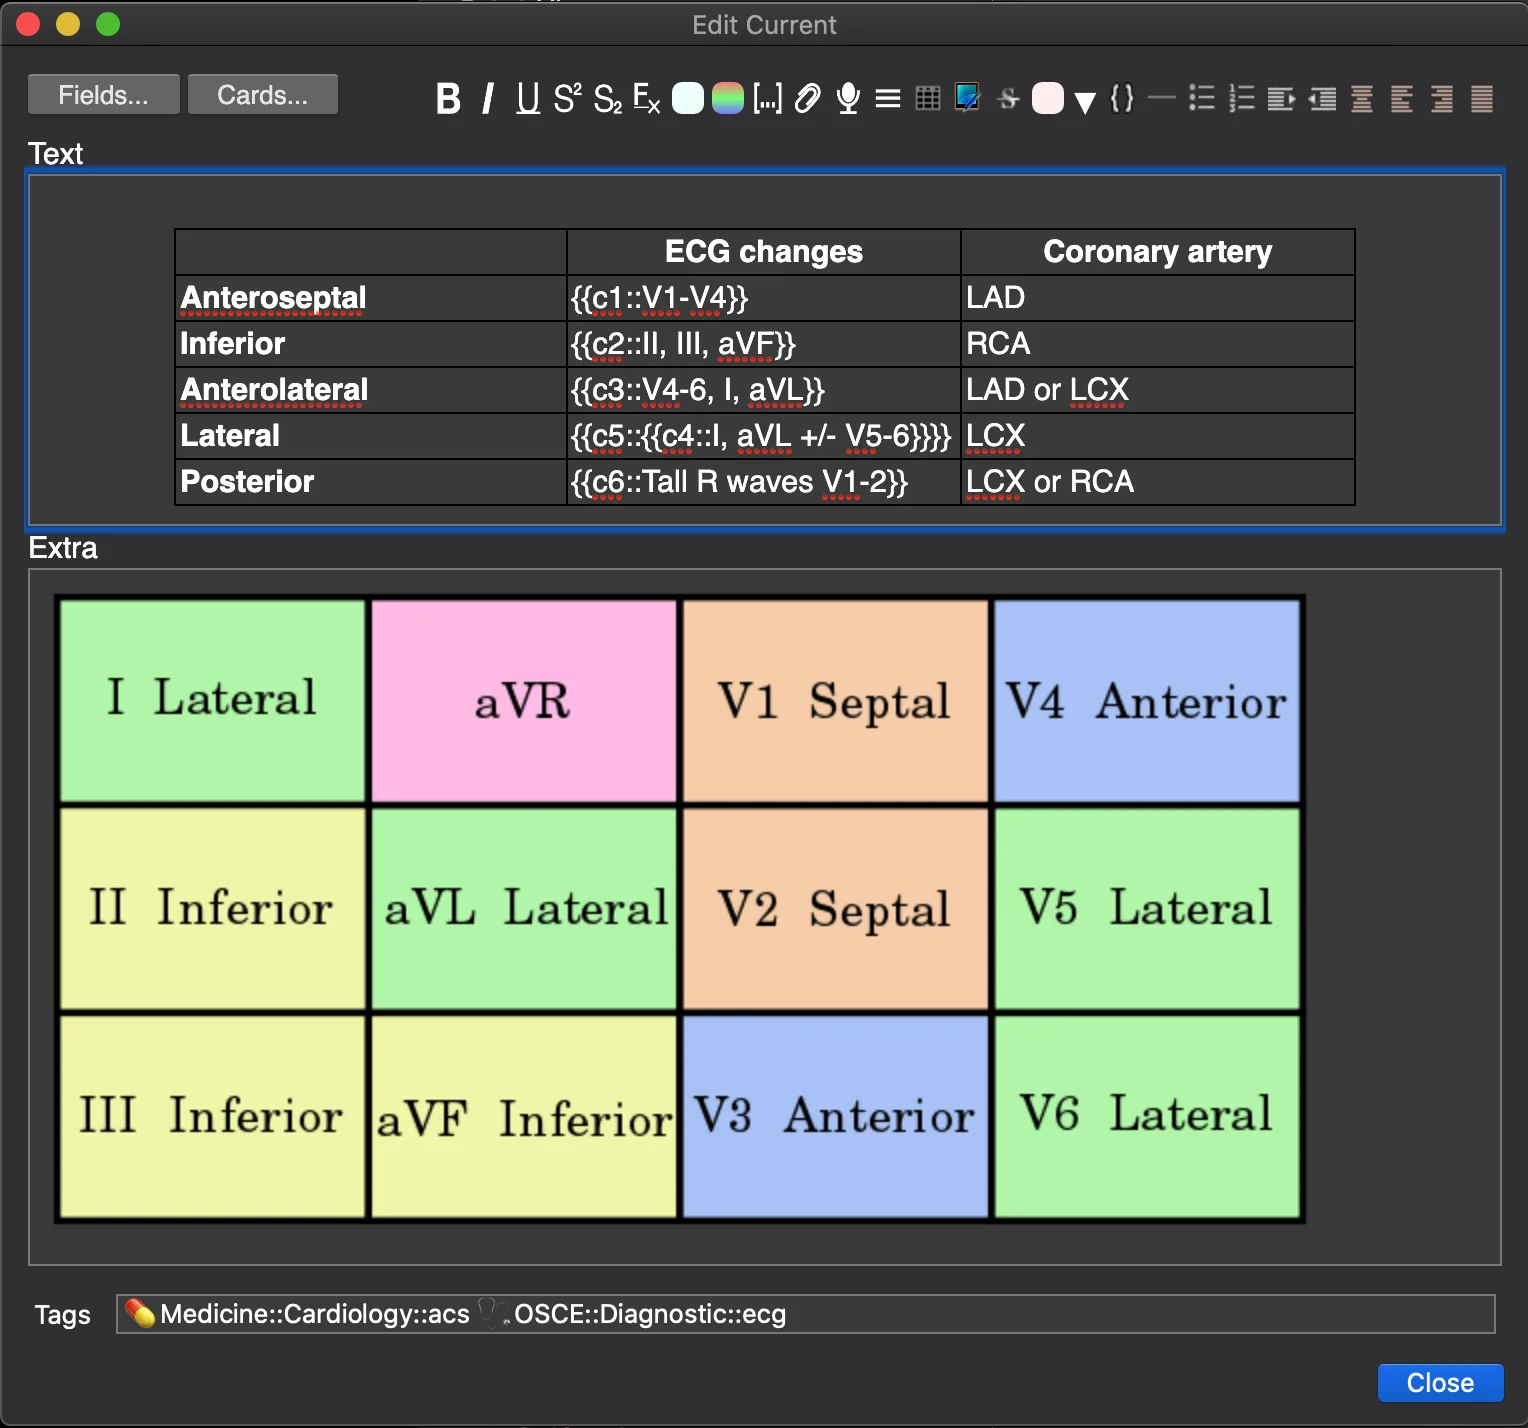 Edit Current
Fields... Cards...
B I U S² S₂ Fx [...] S {}
Text
ECG changes Coronary artery
Anteroseptal {{c1::V1-V4}} LAD
Inferior {{c2::II, III, aVF}} RCA
Anterolateral {{c3::V4-6, I, aVL}} LAD or LCX
Lateral {{c5::{{c4::I, aVL +/- V5-6}}}} LCX
Posterior {{c6::Tall R waves V1-2}} LCX or RCA
Extra
I Lateral aVR V1 Septal V4 Anterior
II Inferior aVL Lateral V2 Septal V5 Lateral
III Inferior aVF Inferior V3 Anterior V6 Lateral
Tags 💊Medicine::Cardiology::acs 🩺OSCE::Diagnostic::ecg
Close